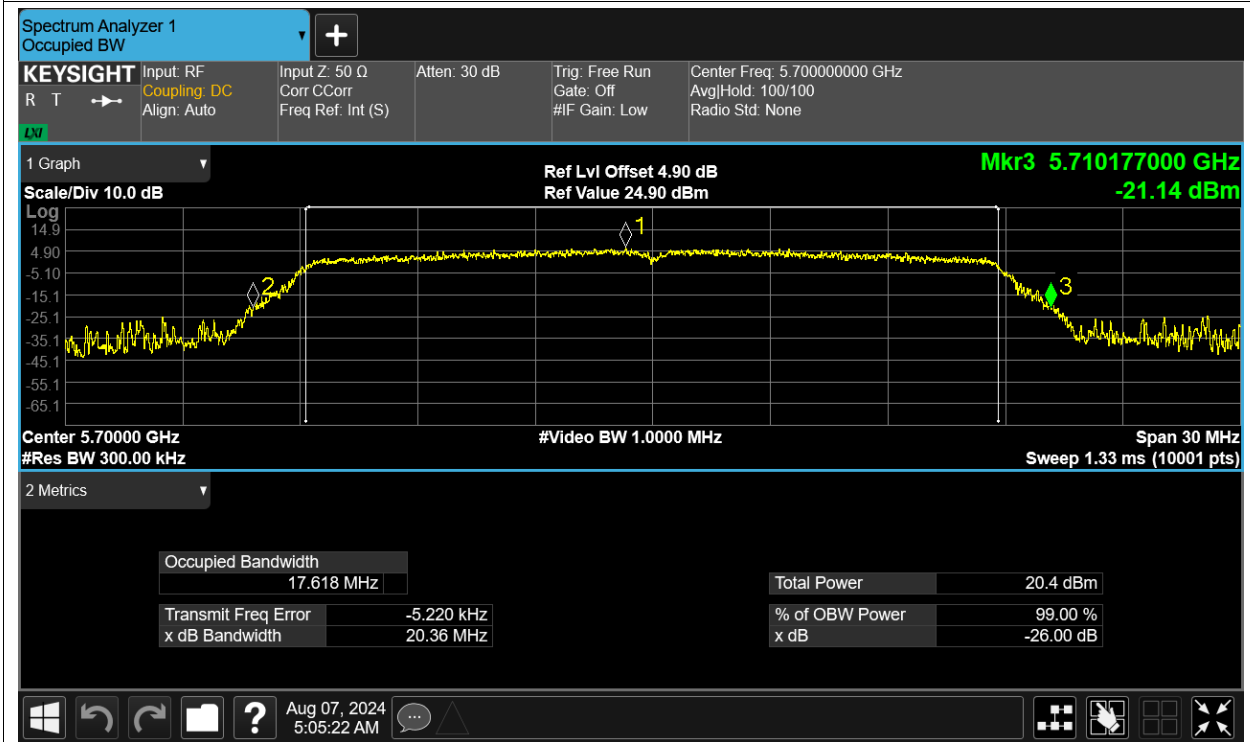 Spectrum Analyzer 1
Occupied BW
KEYSIGHT
R T
LXI
Input: RF
Coupling: DC
Align: Auto
Input Z: 50 Ω
Corr CCorr
Freq Ref: Int (S)
Atten: 30 dB
Trig: Free Run
Gate: Off
#IF Gain: Low
Center Freq: 5.700000000 GHz
Avg|Hold: 100/100
Radio Std: None
1 Graph
Scale/Div 10.0 dB
Ref Lvl Offset 4.90 dB
Ref Value 24.90 dBm
Mkr3 5.710177000 GHz
-21.14 dBm
Log
14.9
4.90
-5.10
-15.1
-25.1
-35.1
-45.1
-55.1
-65.1
1
2
3
Center 5.70000 GHz
#Res BW 300.00 kHz
#Video BW 1.0000 MHz
Span 30 MHz
Sweep 1.33 ms (10001 pts)
2 Metrics
Occupied Bandwidth
17.618 MHz
Transmit Freq Error -5.220 kHz
x dB Bandwidth 20.36 MHz
Total Power 20.4 dBm
% of OBW Power 99.00 %
x dB -26.00 dB
?
Aug 07, 2024
5:05:22 AM